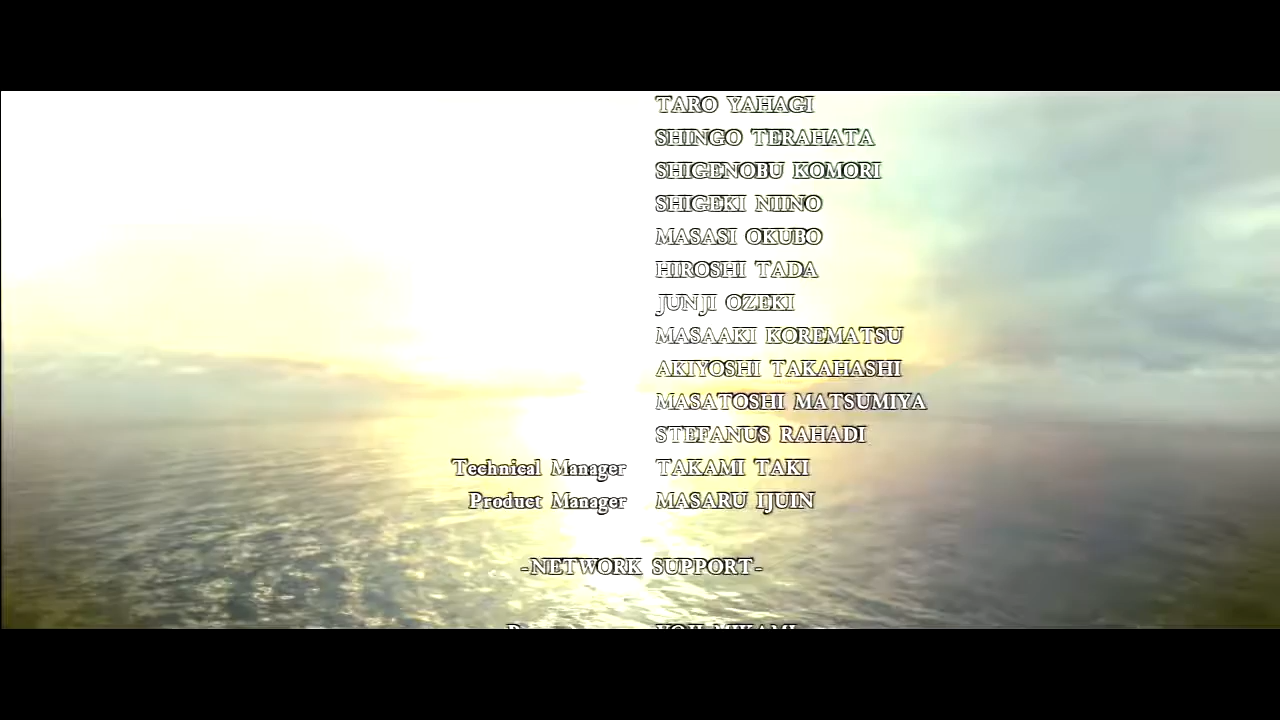 TARO YAHAGI
SHINGO TERAHATA
SHIGENOBU KOMORI
SHIGEKI NIINO
MASASI OKUBO
HIROSHI TADA
JUNJI OZEKI
MASAAKI KOREMATSU
AKIYOSHI TAKAHASHI
MASATOSHI MATSUMIYA
STEFANUS RAHADI
Technical Manager TAKAMI TAKI
Product Manager MASARU IJUIN
-NETWORK SUPPORT-